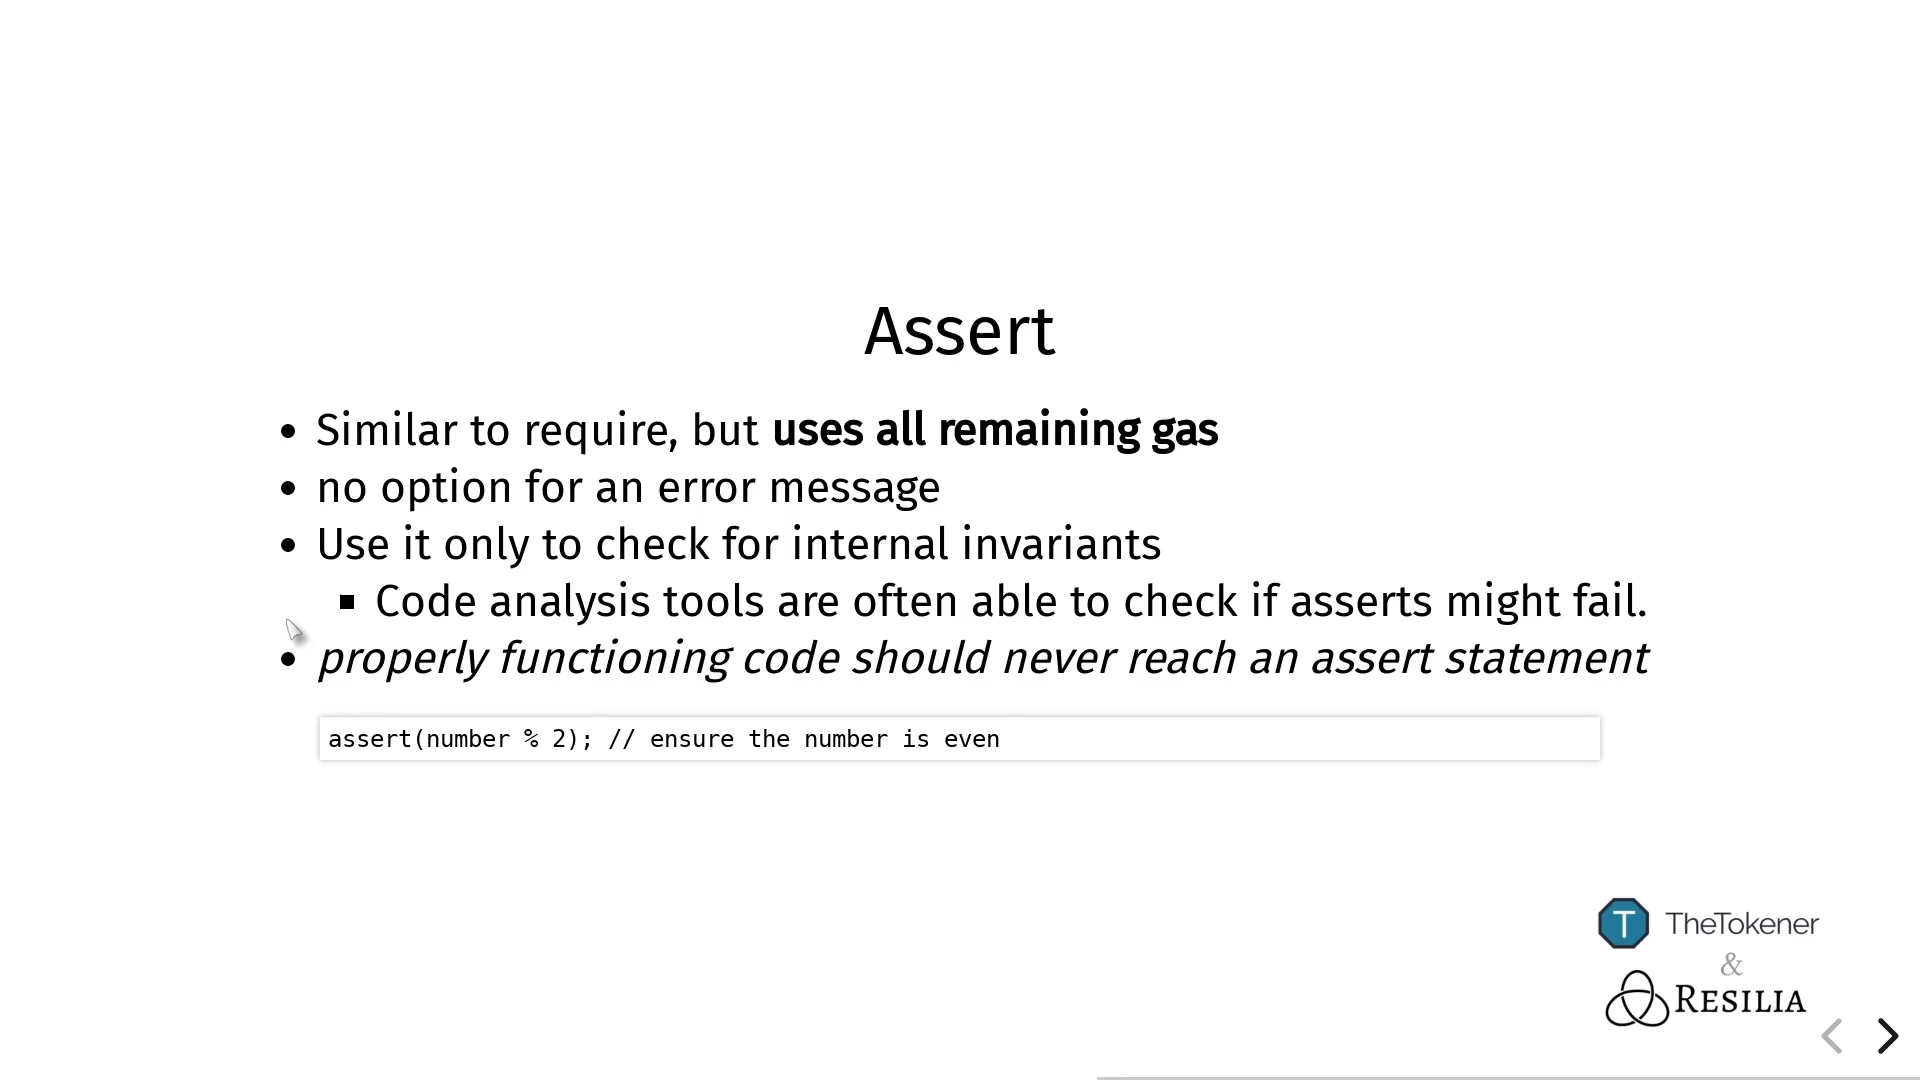 Assert
Similar to require, but uses all remaining gas
no option for an error message
Use it only to check for internal invariants
Code analysis tools are often able to check if asserts might fail.
properly functioning code should never reach an assert statement
assert(number % 2); // ensure the number is even
T TheTokener
&
RESILIA